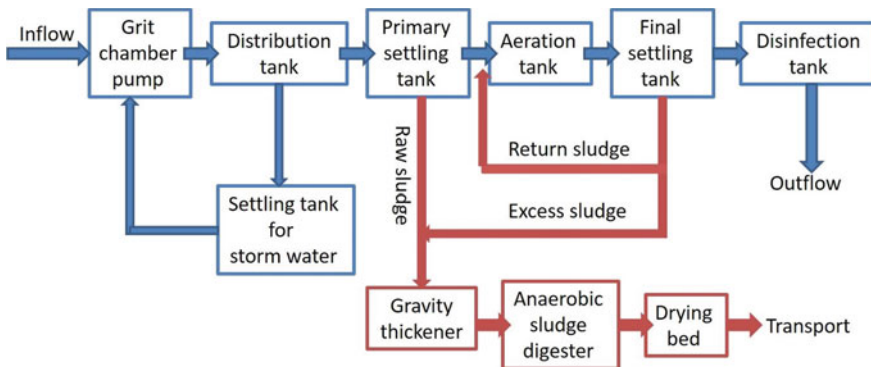 Inflow
Grit
chamber
pump
Distribution
tank
Primary
settling
tank
Aeration
tank
Final
settling
tank
Disinfection
tank
Raw sludge
Return sludge
Outflow
Settling tank
for
storm water
Excess sludge
Gravity
thickener
Anaerobic
sludge
digester
Drying
bed
Transport